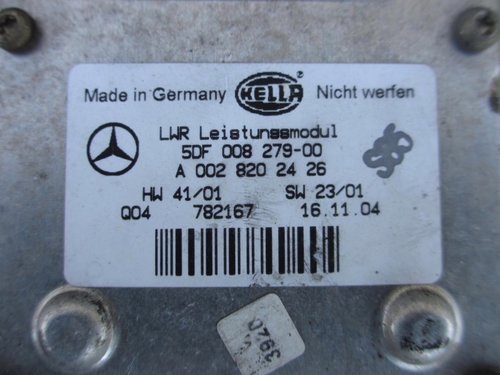 Made in Germany HELLA ® Nicht werfen
LWR Leistungsmodul
5DF 008 279-00
A 002 820 24 26
HW 41/01 SW 23/01
Q04 782167 16.11.04
3920